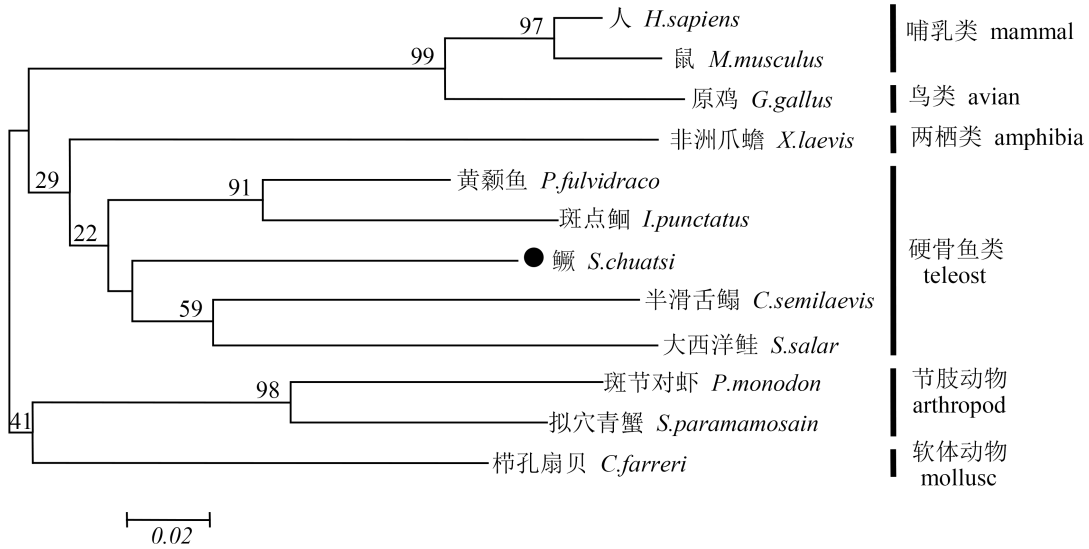 人 H.sapiens
97
哺乳类 mammal
99
鼠 M.musculus
原鸡 G.gallus
鸟类 avian
非洲爪蟾 X.laevis
两栖类 amphibia
29
黄颡鱼 P.fulvidraco
91
斑点鮰 I.punctatus
22
硬骨鱼类
teleost
鳜 S.chuatsi
半滑舌鳎 C.semilaevis
59
大西洋鲑 S.salar
斑节对虾 P.monodon
98
节肢动物
arthropod
41
拟穴青蟹 S.paramamosain
软体动物
mollusc
栉孔扇贝 C.farreri
0.02